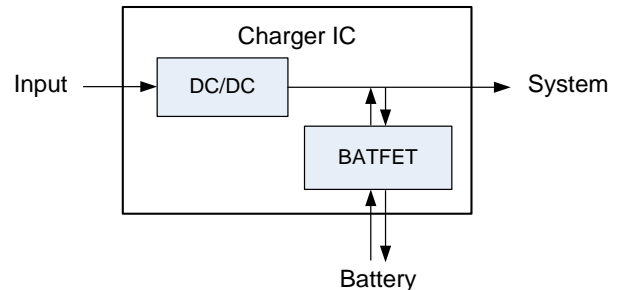 Charger IC
Input
DC/DC
System
BATFET
Battery